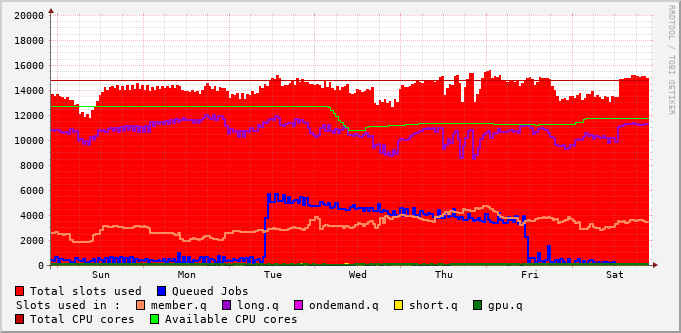 RRDTOOL / TOBI OETIKER
20000
18000
16000
14000
12000
10000
8000
6000
4000
2000
0
Sun Mon Tue Wed Thu Fri Sat
Total slots used Queued Jobs
Slots used in : member.q long.q ondemand.q short.q gpu.q
Total CPU cores Available CPU cores